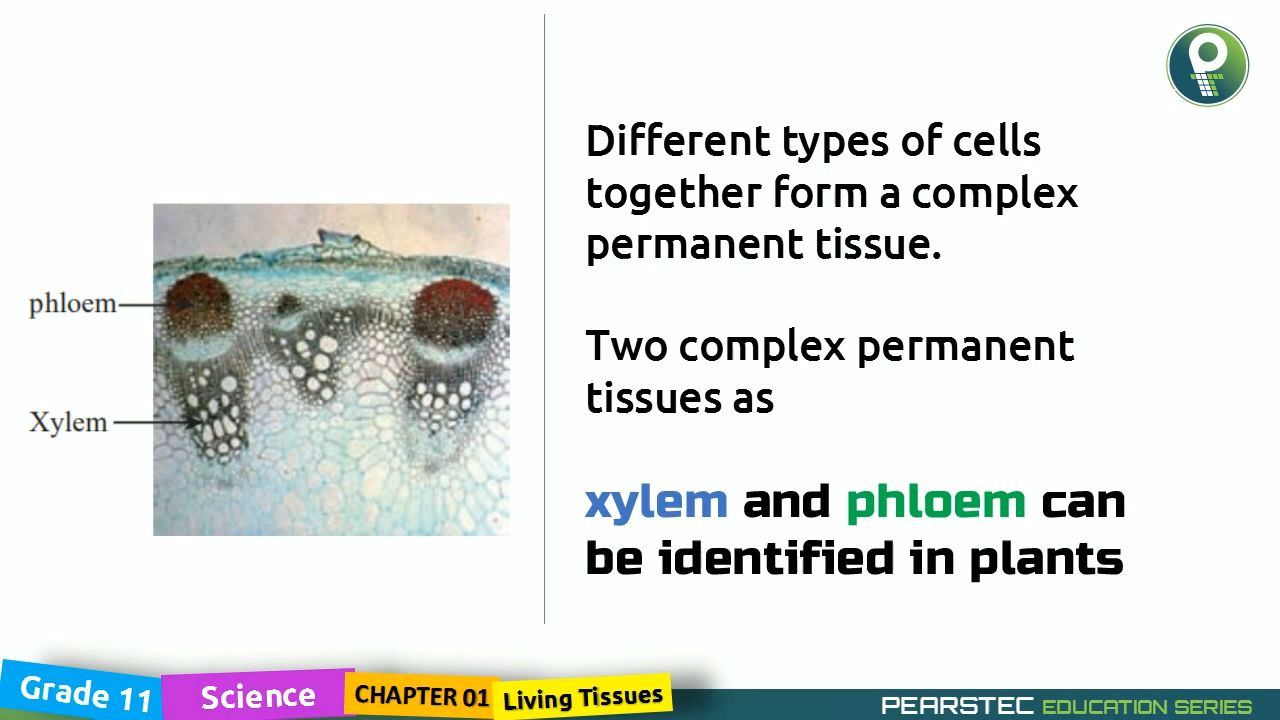 phloem
Xylem
Different types of cells
together form a complex
permanent tissue.
Two complex permanent
tissues as
xylem and phloem can
be identified in plants
Grade 11
Science
CHAPTER 01
Living Tissues
PEARSTEC EDUCATION SERIES